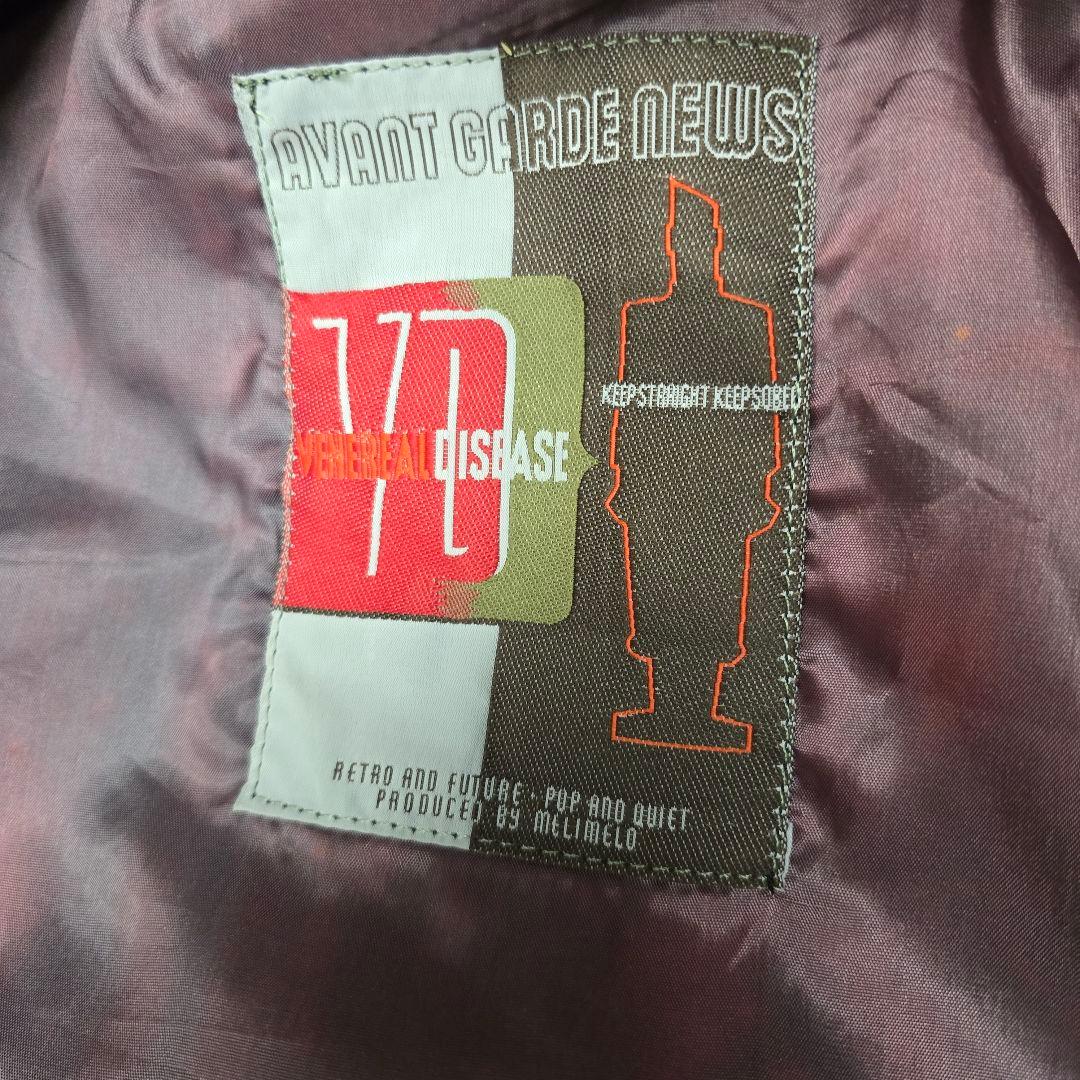 AVANT GARDE NEWS
VD
VENEREAL DISEASE
KEEPSTRAIGHT KEEPSOBER
RETRO AND FUTURE · POP AND QUIET
PRODUCED BY MELIMELO